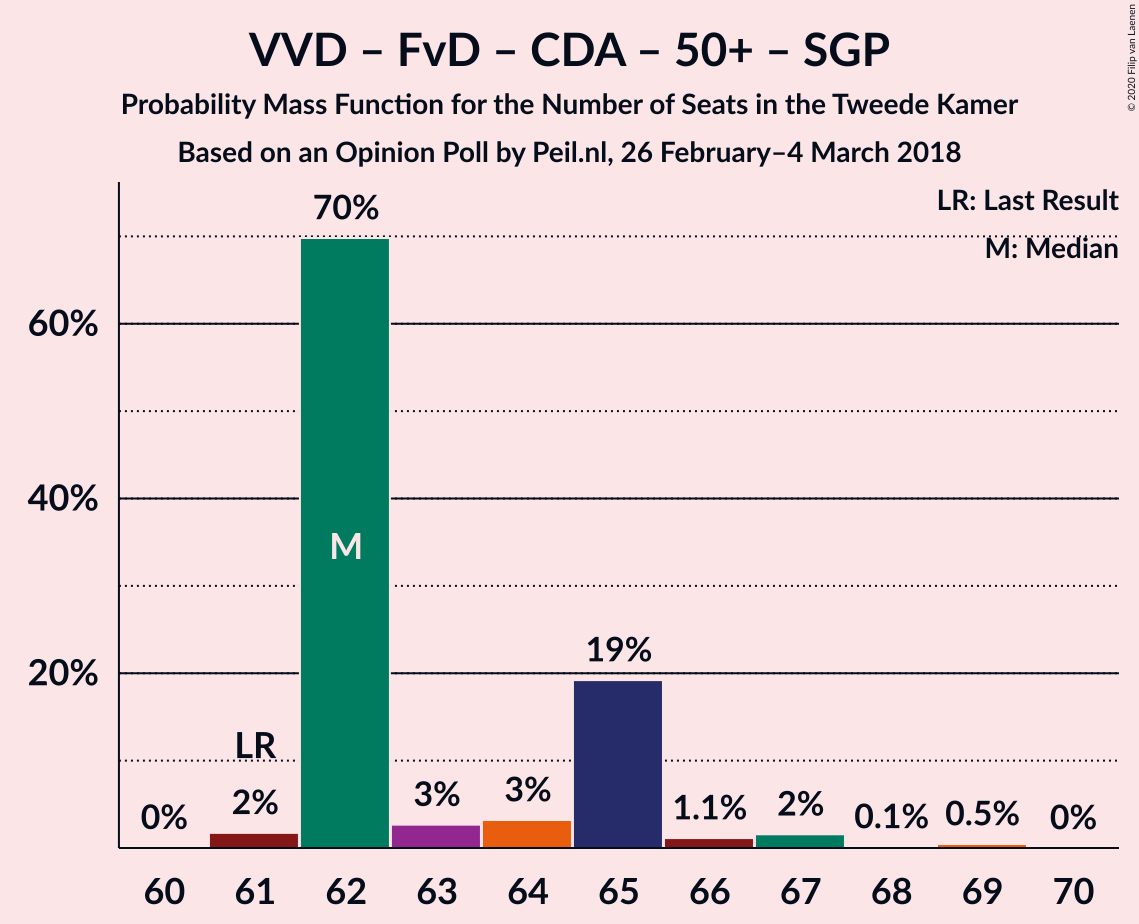 VVD – FvD – CDA – 50+ – SGP
Probability Mass Function for the Number of Seats in the Tweede Kamer
Based on an Opinion Poll by Peil.nl, 26 February–4 March 2018
© 2020 Filip van Laenen
LR: Last Result
M: Median
60%
40%
20%
0%
2%
LR
70%
M
3%
3%
19%
1.1%
2%
0.1%
0.5%
0%
60 61 62 63 64 65 66 67 68 69 70